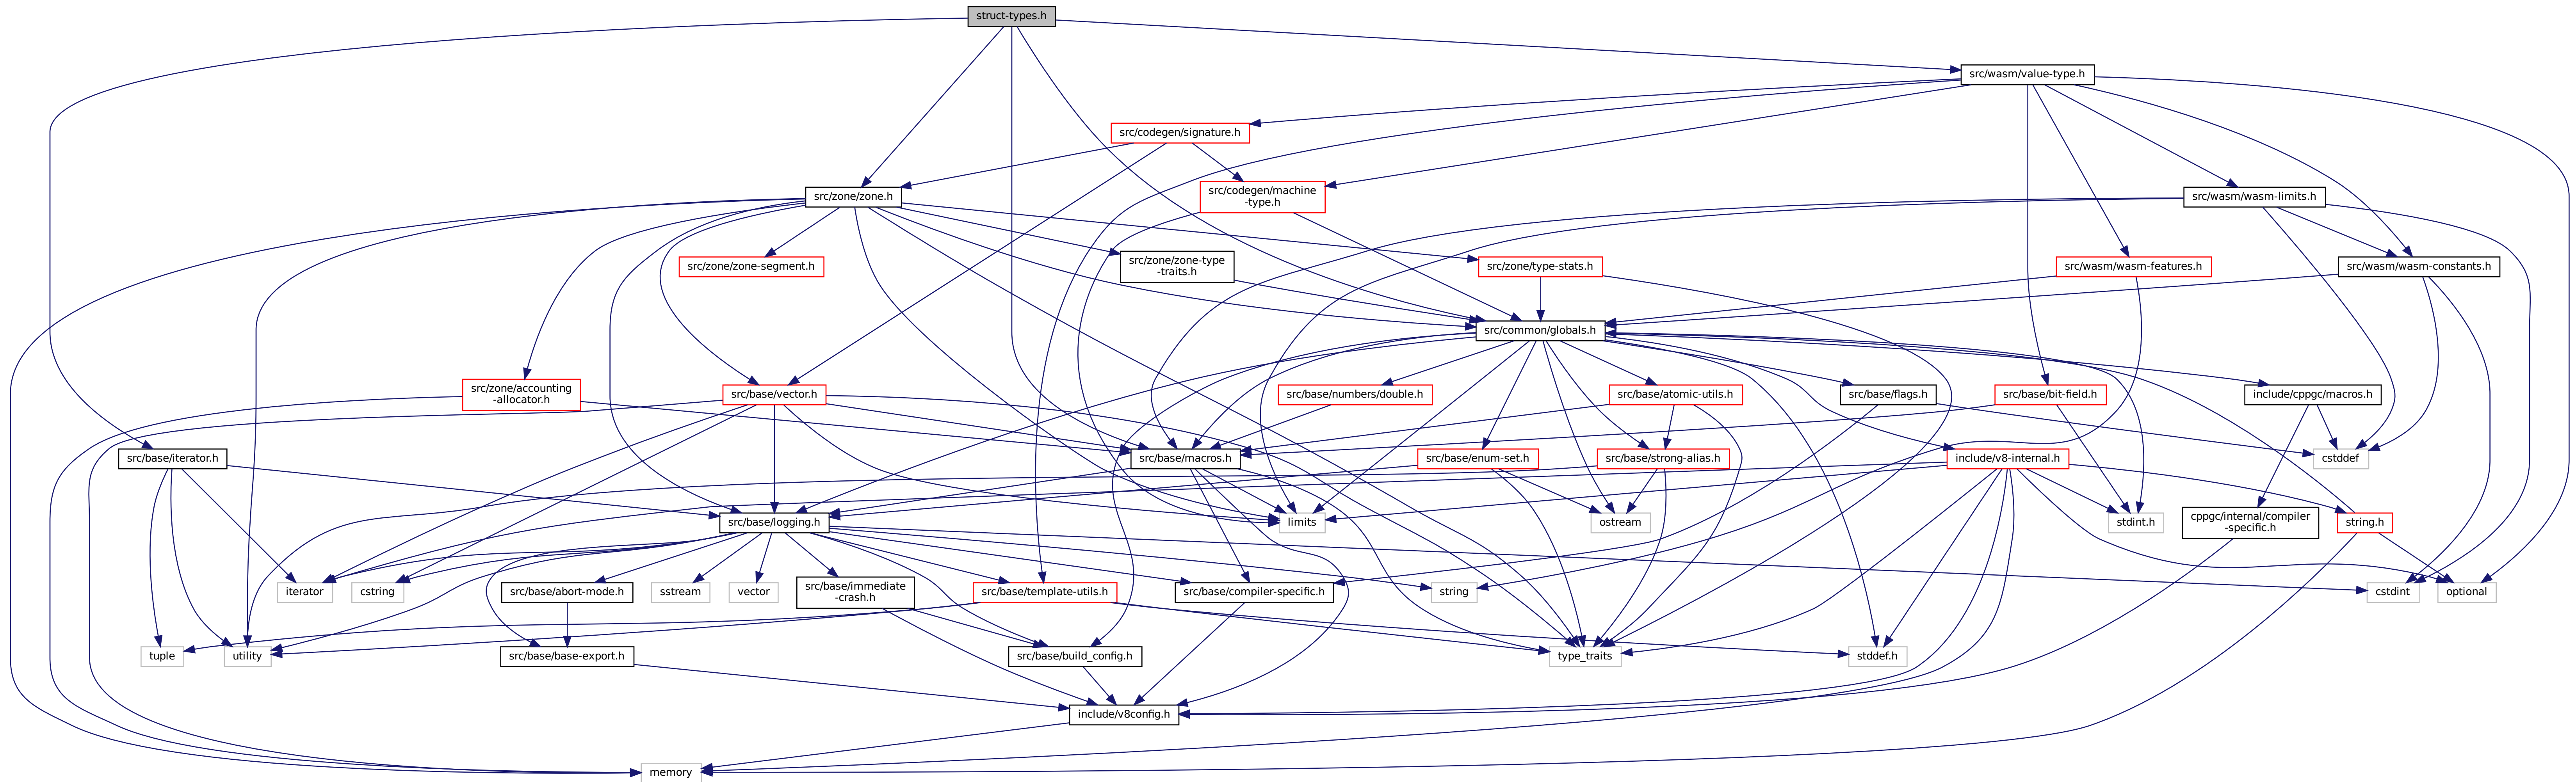 struct-types.h
src/wasm/value-type.h
src/codegen/signature.h
src/zone/zone.h
src/codegen/machine
-type.h
src/wasm/wasm-limits.h
src/zone/zone-segment.h
src/zone/zone-type
-traits.h
src/zone/type-stats.h
src/wasm/wasm-features.h
src/wasm/wasm-constants.h
src/common/globals.h
src/zone/accounting
-allocator.h
src/base/vector.h
src/base/numbers/double.h
src/base/atomic-utils.h
src/base/flags.h
src/base/bit-field.h
include/cppgc/macros.h
src/base/iterator.h
src/base/macros.h
src/base/enum-set.h
src/base/strong-alias.h
include/v8-internal.h
cstddef
src/base/logging.h
limits
ostream
stdint.h
cppgc/internal/compiler
-specific.h
string.h
iterator
cstring
src/base/abort-mode.h
sstream
vector
src/base/immediate
-crash.h
src/base/template-utils.h
src/base/compiler-specific.h
string
cstdint
optional
tuple
utility
src/base/base-export.h
src/base/build_config.h
type_traits
stddef.h
include/v8config.h
memory